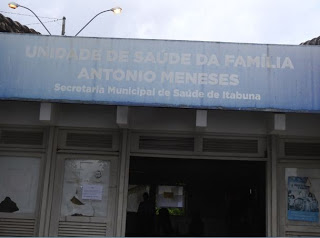 UNIDADE DE SAÚDE DA FAMÍLIA
ANTONIO MENESES
Secretaria Municipal de Saúde de Itabuna